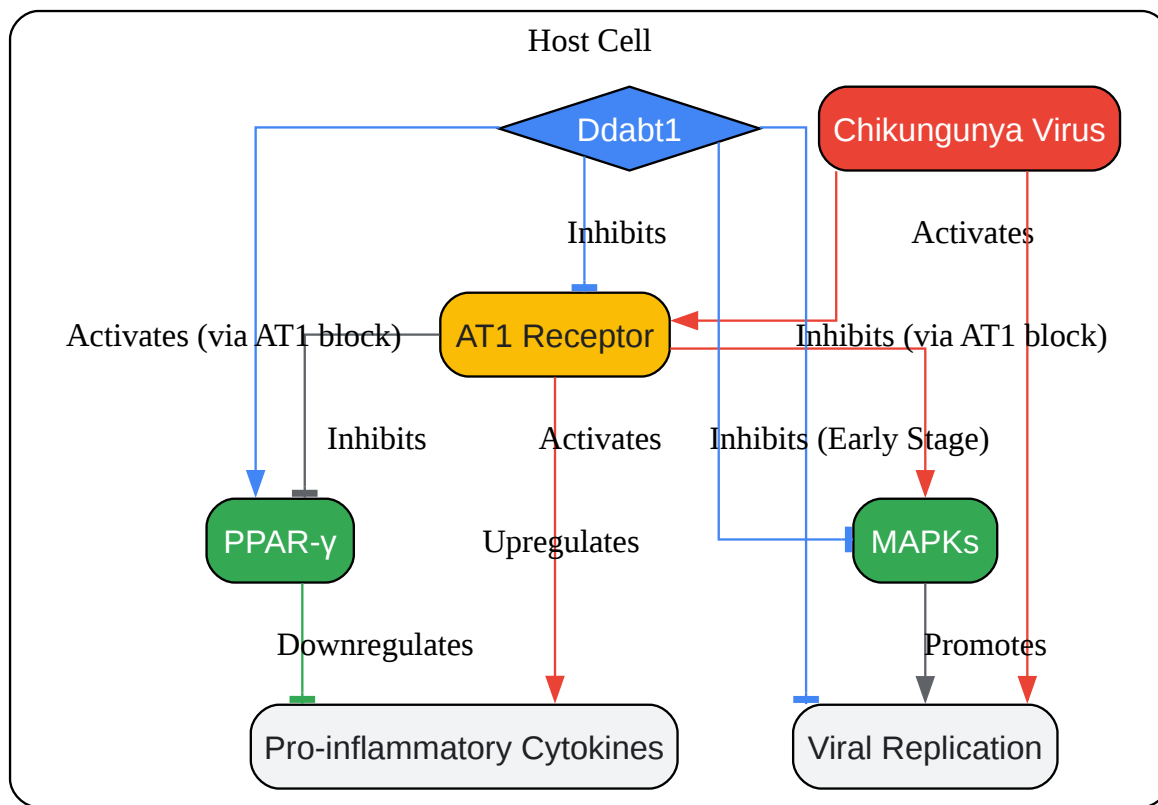 Host Cell
Ddabt1
Chikungunya Virus
Inhibits
Activates
Activates (via AT1 block)
AT1 Receptor
Inhibits (via AT1 block)
Inhibits
Activates
Inhibits (Early Stage)
PPAR-γ
Upregulates
MAPKs
Downregulates
Promotes
Pro-inflammatory Cytokines
Viral Replication